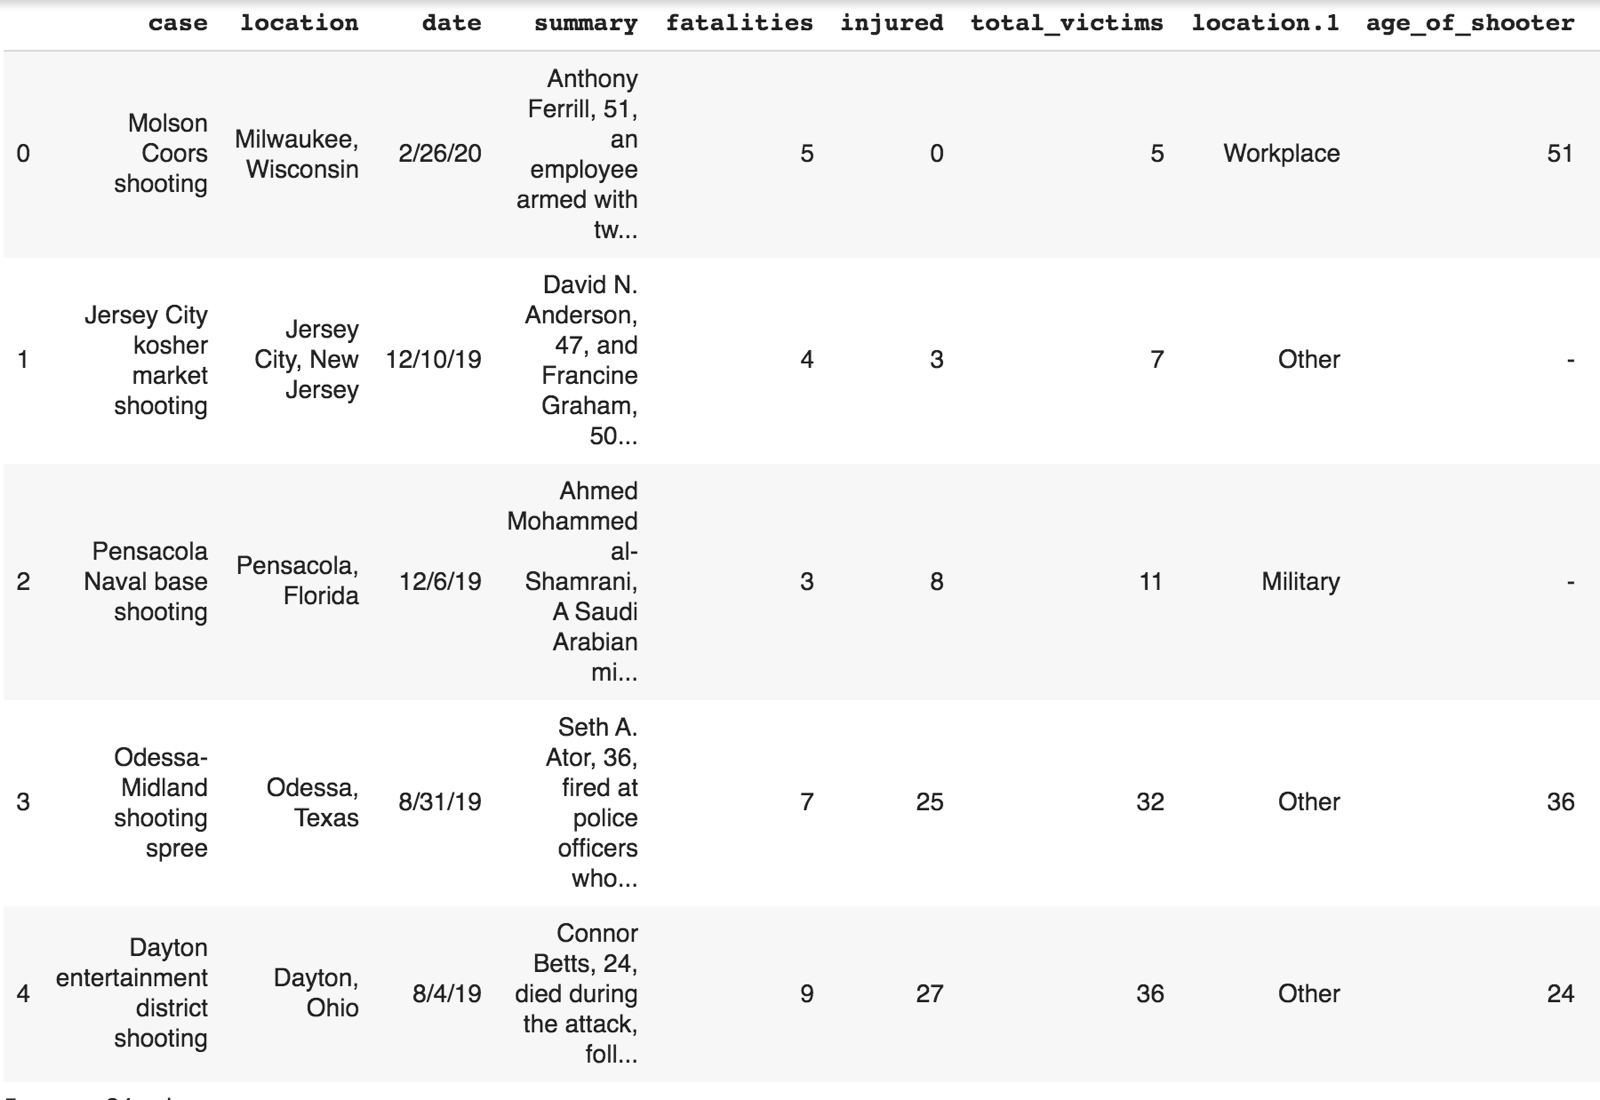 case location date summary fatalities injured total_victims location.1 age_of_shooter
0 Molson Coors shooting Milwaukee, Wisconsin 2/26/20 Anthony Ferrill, 51, an employee armed with tw... 5 0 5 Workplace 51
1 Jersey City kosher market shooting Jersey City, New Jersey 12/10/19 David N. Anderson, 47, and Francine Graham, 50... 4 3 7 Other -
2 Pensacola Naval base shooting Pensacola, Florida 12/6/19 Ahmed Mohammed al-Shamrani, A Saudi Arabian mi... 3 8 11 Military -
3 Odessa-Midland shooting spree Odessa, Texas 8/31/19 Seth A. Ator, 36, fired at police officers who... 7 25 32 Other 36
4 Dayton entertainment district shooting Dayton, Ohio 8/4/19 Connor Betts, 24, died during the attack, foll... 9 27 36 Other 24